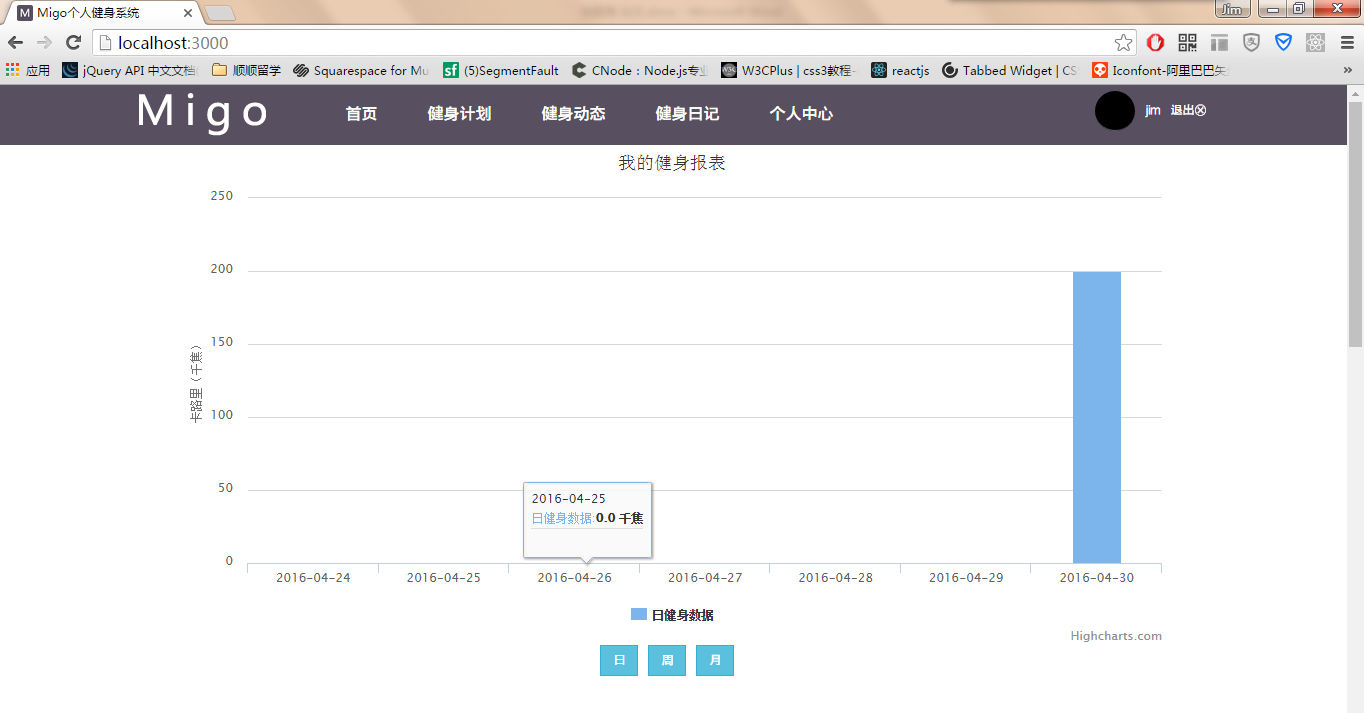 Migo个人健身系统
Jim
localhost:3000
应用 jQuery API 中文文档 顺顺留学 Squarespace for Mu (5)SegmentFault CNode：Node.js专业 W3CPlus | css3教程- reactjs Tabbed Widget | CS Iconfont-阿里巴巴矢 »
Migo 首页 健身计划 健身动态 健身日记 个人中心 jim 退出
我的健身报表
250
200
150
100
50
0
卡路里（千焦）
2016-04-25
日健身数据:0.0 千焦
2016-04-24 2016-04-25 2016-04-26 2016-04-27 2016-04-28 2016-04-29 2016-04-30
日健身数据
Highcharts.com
日 周 月